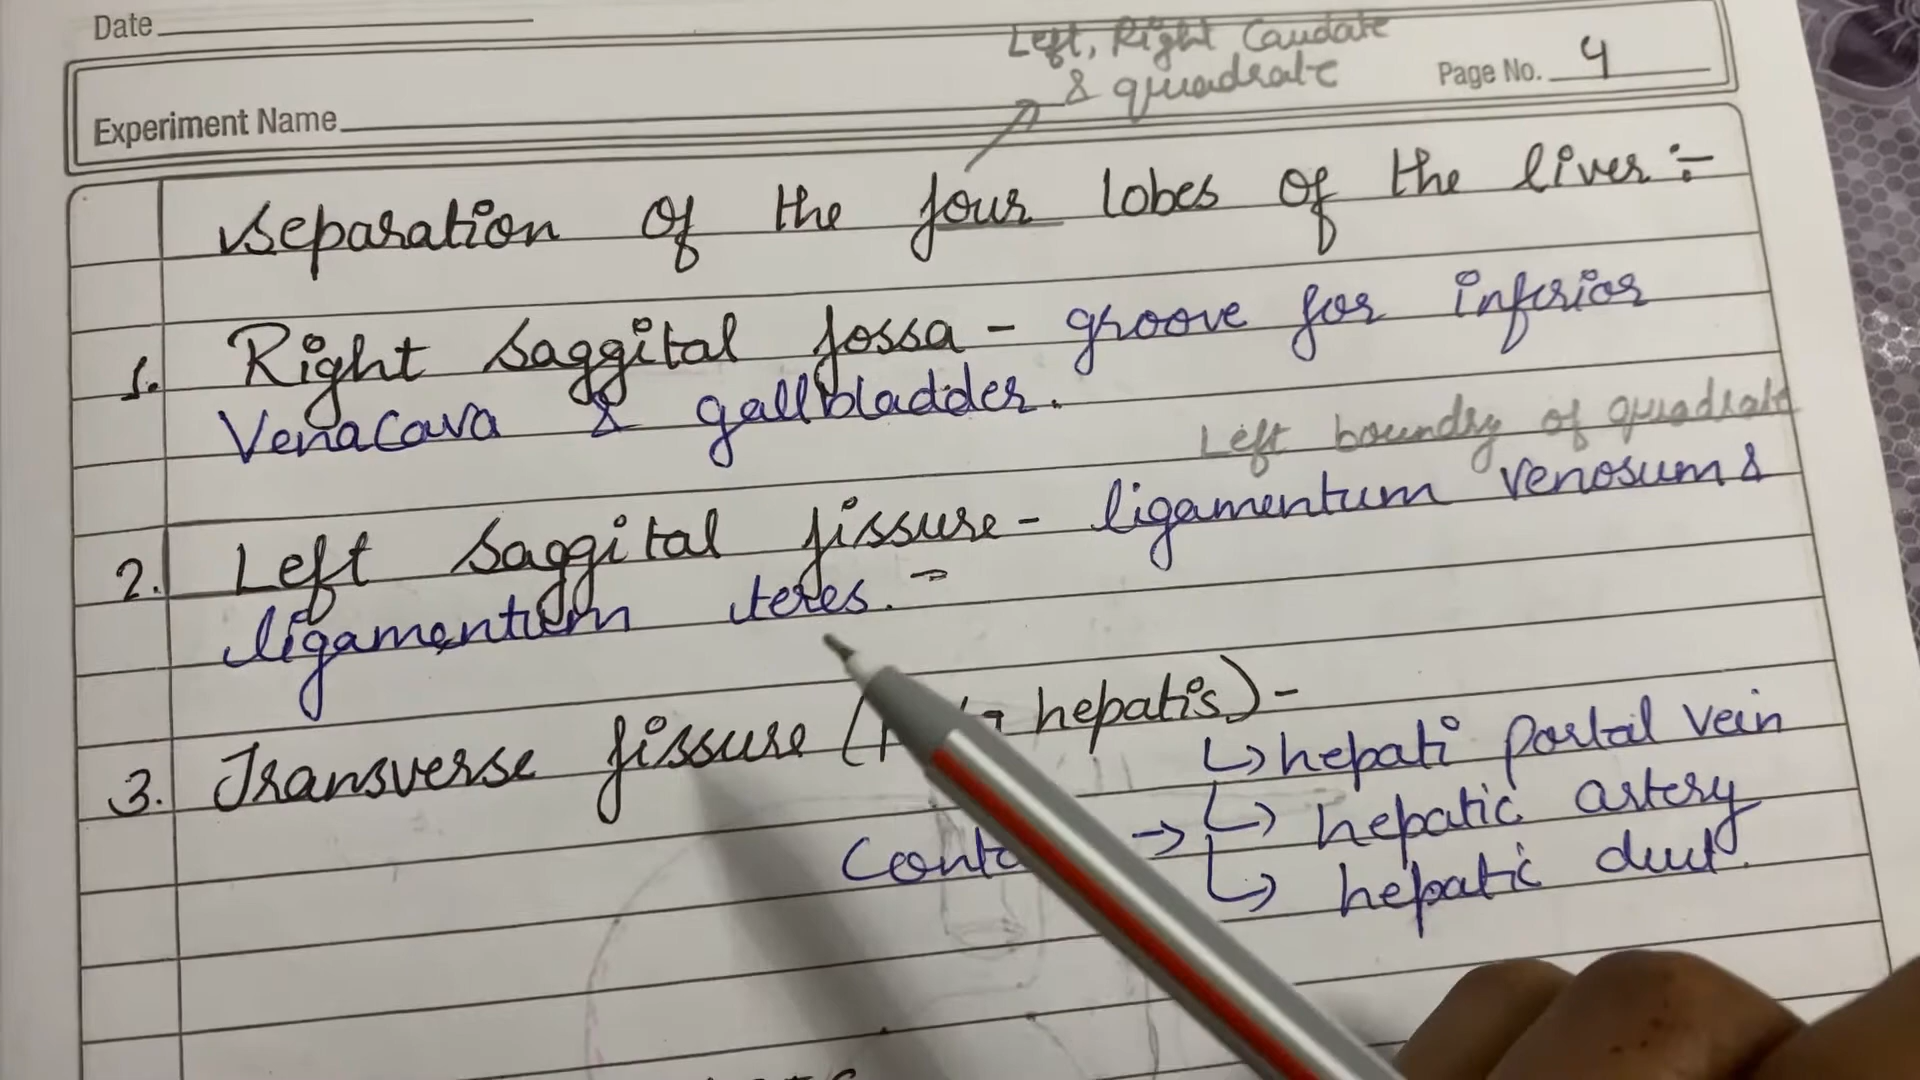 Date
Left, Right Caudate
& quadrate
Page No. 4
Experiment Name
Separation of the four lobes of the liver :-
1. Right saggital fossa - groove for inferior
Venacava & gallbladder.
Left boundry of quadrate
2. Left saggital fissure - ligamentum venosum &
ligamentum teres.
3. Transverse fissure ( hepatis) -
hepati portal vein
hepatic artery
hepatic duct.